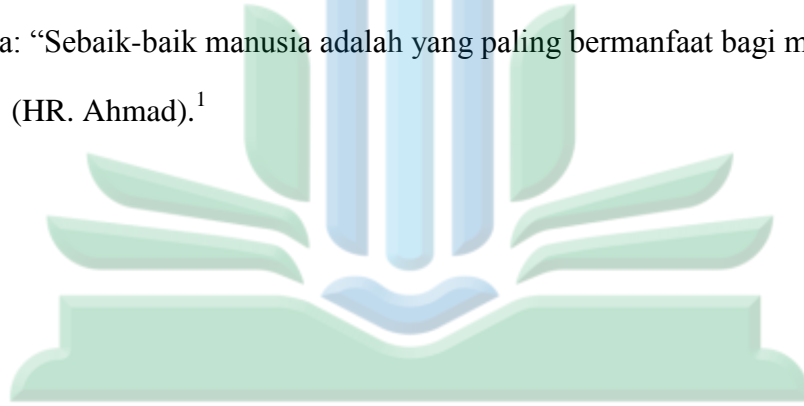 a: “Sebaik-baik manusia adalah yang paling bermanfaat bagi m
(HR. Ahmad).¹